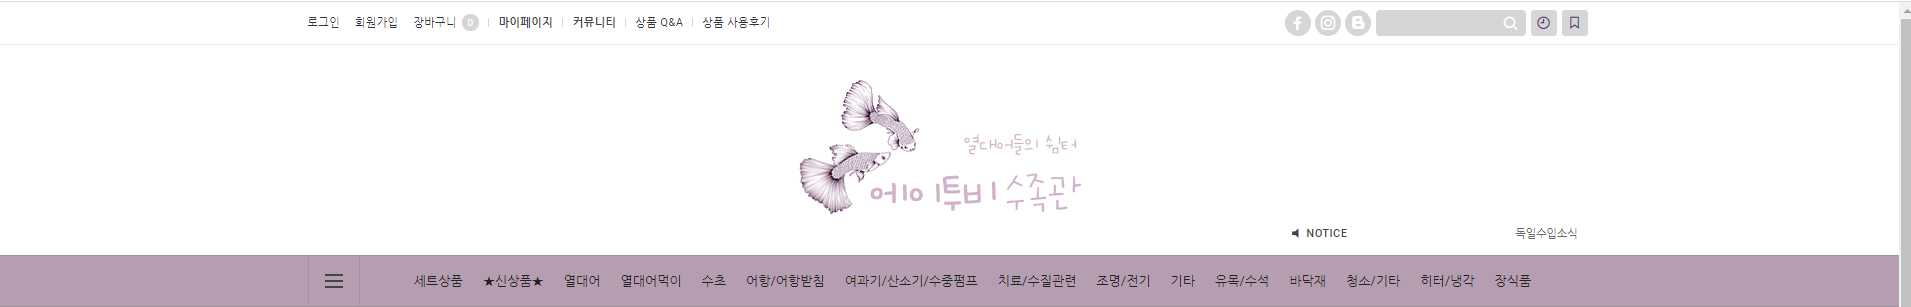 로그인 회원가입 장바구니 0 마이페이지 커뮤니티 상품 Q&A 상품 사용후기
열대어들의 쉼터
에이투비 수족관
NOTICE 독일수입소식
세트상품 ★신상품★ 열대어 열대어먹이 수초 어항/어항받침 여과기/산소기/수중펌프 치료/수질관련 조명/전기 기타 유목/수석 바닥재 청소/기타 히터/냉각 장식품